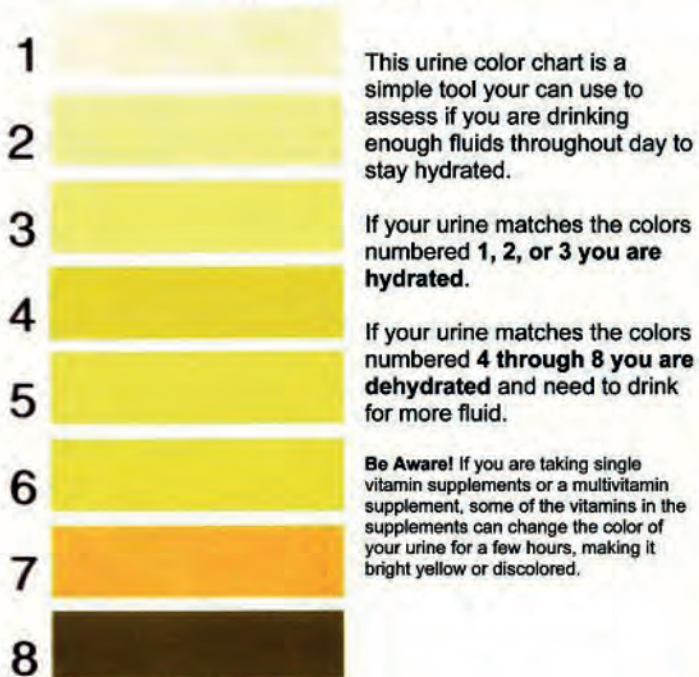 1
2
3
4
5
6
7
8
This urine color chart is a
simple tool your can use to
assess if you are drinking
enough fluids throughout day to
stay hydrated.
If your urine matches the colors
numbered 1, 2, or 3 you are
hydrated.
If your urine matches the colors
numbered 4 through 8 you are
dehydrated and need to drink
for more fluid.
Be Aware! If you are taking single
vitamin supplements or a multivitamin
supplement, some of the vitamins in the
supplements can change the color of
your urine for a few hours, making it
bright yellow or discolored.